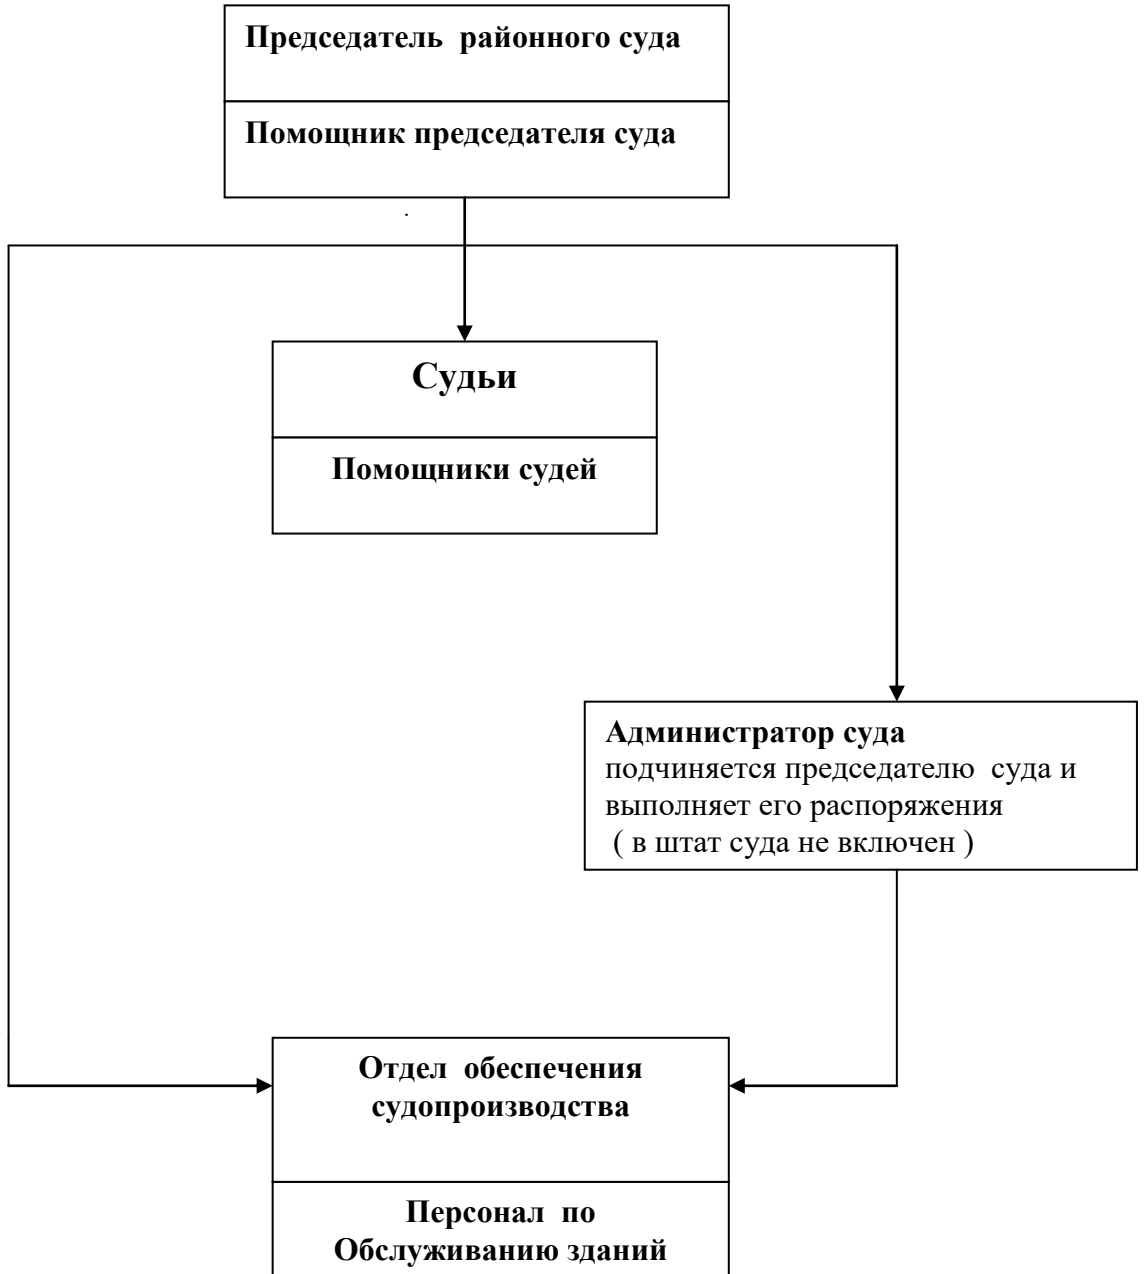 Председатель районного суда
Помощник председателя суда
Судьи
Помощники судей
Администратор суда
подчиняется председателю суда и
выполняет его распоряжения
( в штат суда не включен )
Отдел обеспечения
судопроизводства
Персонал по
Обслуживанию зданий